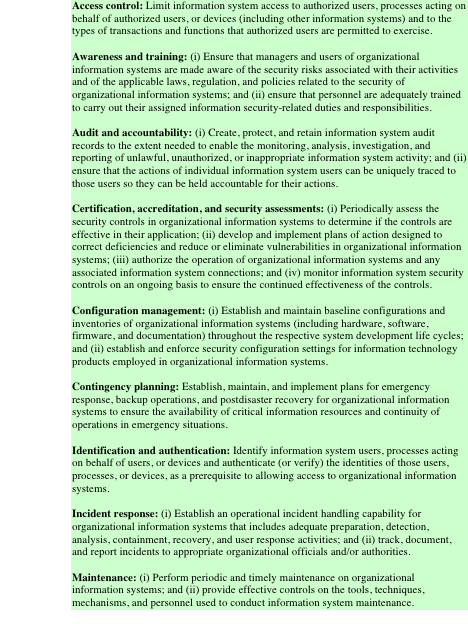 Access control: Limit information system access to authorized users, processes acting on
behalf of authorized users, or devices (including other information systems) and to the
types of transactions and functions that authorized users are permitted to exercise.
Awareness and training: (i) Ensure that managers and users of organizational
information systems are made aware of the security risks associated with their activities
and of the applicable laws, regulation, and policies related to the security of
organizational information systems; and (ii) ensure that personnel are adequately trained
to carry out their assigned information security-related duties and responsibilities.
Audit and accountability: (i) Create, protect, and retain information system audit
records to the extent needed to enable the monitoring, analysis, investigation, and
reporting of unlawful, unauthorized, or inappropriate information system activity; and (ii)
ensure that the actions of individual information system users can be uniquely traced to
those users so they can be held accountable for their actions.
Certification, accreditation, and security assessments: (i) Periodically assess the
security controls in organizational information systems to determine if the controls are
effective in their application; (ii) develop and implement plans of action designed to
correct deficiencies and reduce or eliminate vulnerabilities in organizational information
systems; (iii) authorize the operation of organizational information systems and any
associated information system connections; and (iv) monitor information system security
controls on an ongoing basis to ensure the continued effectiveness of the controls.
Configuration management: (i) Establish and maintain baseline configurations and
inventories of organizational information systems (including hardware, software,
firmware, and documentation) throughout the respective system development life cycles;
and (ii) establish and enforce security configuration settings for information technology
products employed in organizational information systems.
Contingency planning: Establish, maintain, and implement plans for emergency
response, backup operations, and postdisaster recovery for organizational information
systems to ensure the availability of critical information resources and continuity of
operations in emergency situations.
Identification and authentication: Identify information system users, processes acting
on behalf of users, or devices and authenticate (or verify) the identities of those users,
processes, or devices, as a prerequisite to allowing access to organizational information
systems.
Incident response: (i) Establish an operational incident handling capability for
organizational information systems that includes adequate preparation, detection,
analysis, containment, recovery, and user response activities; and (ii) track, document,
and report incidents to appropriate organizational officials and/or authorities.
Maintenance: (i) Perform periodic and timely maintenance on organizational
information systems; and (ii) provide effective controls on the tools, techniques,
mechanisms, and personnel used to conduct information system maintenance.